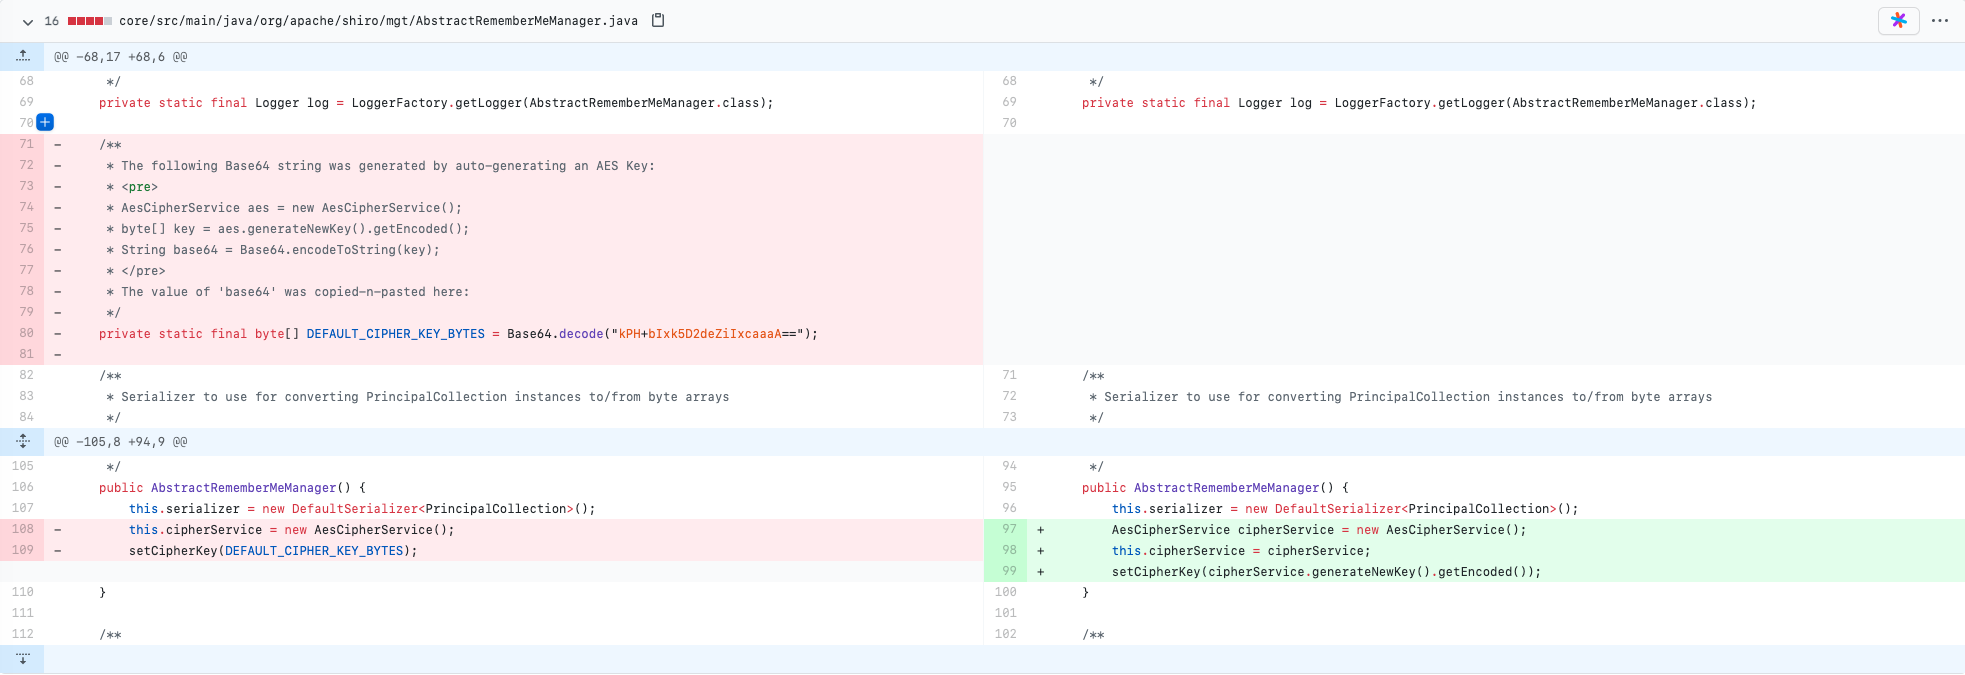 16 core/src/main/java/org/apache/shiro/mgt/AbstractRememberMeManager.java
@@ -68,17 +68,6 @@
68 */
69 private static final Logger log = LoggerFactory.getLogger(AbstractRememberMeManager.class);
70
71 - /**
72 - * The following Base64 string was generated by auto-generating an AES Key:
73 - * <pre>
74 - * AesCipherService aes = new AesCipherService();
75 - * byte[] key = aes.generateNewKey().getEncoded();
76 - * String base64 = Base64.encodeToString(key);
77 - * </pre>
78 - * The value of 'base64' was copied-n-pasted here:
79 - */
80 - private static final byte[] DEFAULT_CIPHER_KEY_BYTES = Base64.decode("kPH+bIxk5D2deZiIxcaaaA==");
81 -
82 /**
83 * Serializer to use for converting PrincipalCollection instances to/from byte arrays
84 */
68 */
69 private static final Logger log = LoggerFactory.getLogger(AbstractRememberMeManager.class);
70
71 /**
72 * Serializer to use for converting PrincipalCollection instances to/from byte arrays
73 */
@@ -105,8 +94,9 @@
105 */
106 public AbstractRememberMeManager() {
107 this.serializer = new DefaultSerializer<PrincipalCollection>();
108 - this.cipherService = new AesCipherService();
109 - setCipherKey(DEFAULT_CIPHER_KEY_BYTES);
110 }
111
112 /**
94 */
95 public AbstractRememberMeManager() {
96 this.serializer = new DefaultSerializer<PrincipalCollection>();
97 + AesCipherService cipherService = new AesCipherService();
98 + this.cipherService = cipherService;
99 + setCipherKey(cipherService.generateNewKey().getEncoded());
100 }
101
102 /**